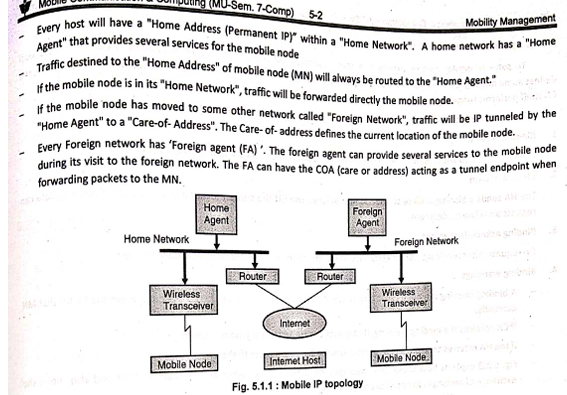 Mobile Communication & Computing (MU-Sem. 7-Comp) 5-2 Mobility Management
- Every host will have a "Home Address (Permanent IP)" within a "Home Network". A home network has a "Home
Agent" that provides several services for the mobile node
- Traffic destined to the "Home Address" of mobile node (MN) will always be routed to the "Home Agent."
- If the mobile node is in its "Home Network", traffic will be forwarded directly the mobile node.
- If the mobile node has moved to some other network called "Foreign Network", traffic will be IP tunneled by the
"Home Agent" to a "Care-of- Address". The Care- of- address defines the current location of the mobile node.
- Every Foreign network has 'Foreign agent (FA) '. The foreign agent can provide several services to the mobile node
during its visit to the foreign network. The FA can have the COA (care or address) acting as a tunnel endpoint when
forwarding packets to the MN.
Home
Agent
Foreign
Agent
Home Network
Foreign Network
Router
Router
Wireless
Transceiver
Wireless
Transceiver
Internet
Mobile Node
Internet Host
Mobile Node
Fig. 5.1.1 : Mobile IP topology